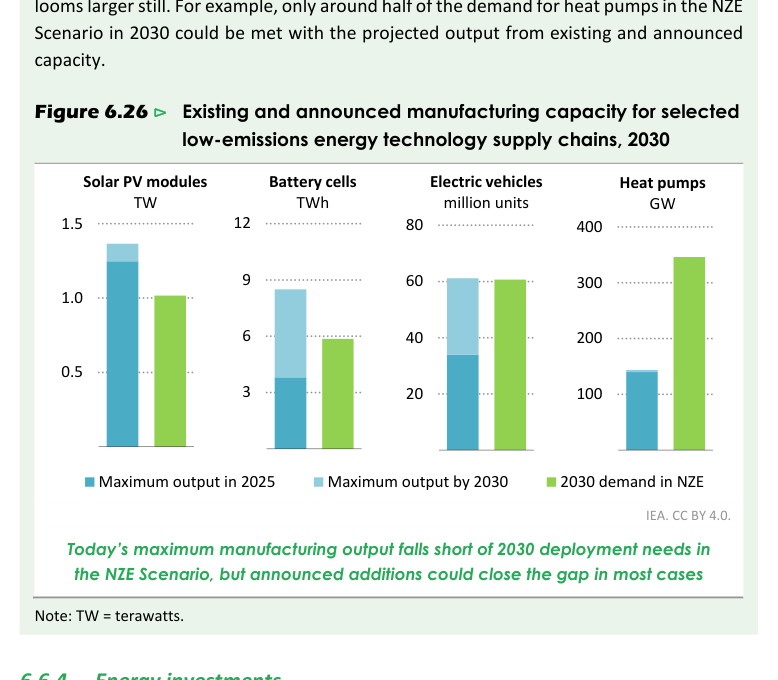 looms larger still. For example, only around half of the demand for heat pumps in the NZE
Scenario in 2030 could be met with the projected output from existing and announced
capacity.
Figure 6.26 ⊳ Existing and announced manufacturing capacity for selected
low-emissions energy technology supply chains, 2030
Solar PV modules Battery cells Electric vehicles Heat pumps
TW TWh million units GW
1.5 12 80 400
1.0 9 60 300
0.5 6 40 200
3 20 100
Maximum output in 2025 Maximum output by 2030 2030 demand in NZE
IEA. CC BY 4.0.
Today's maximum manufacturing output falls short of 2030 deployment needs in
the NZE Scenario, but announced additions could close the gap in most cases
Note: TW = terawatts.
6.6.4 Energy investments